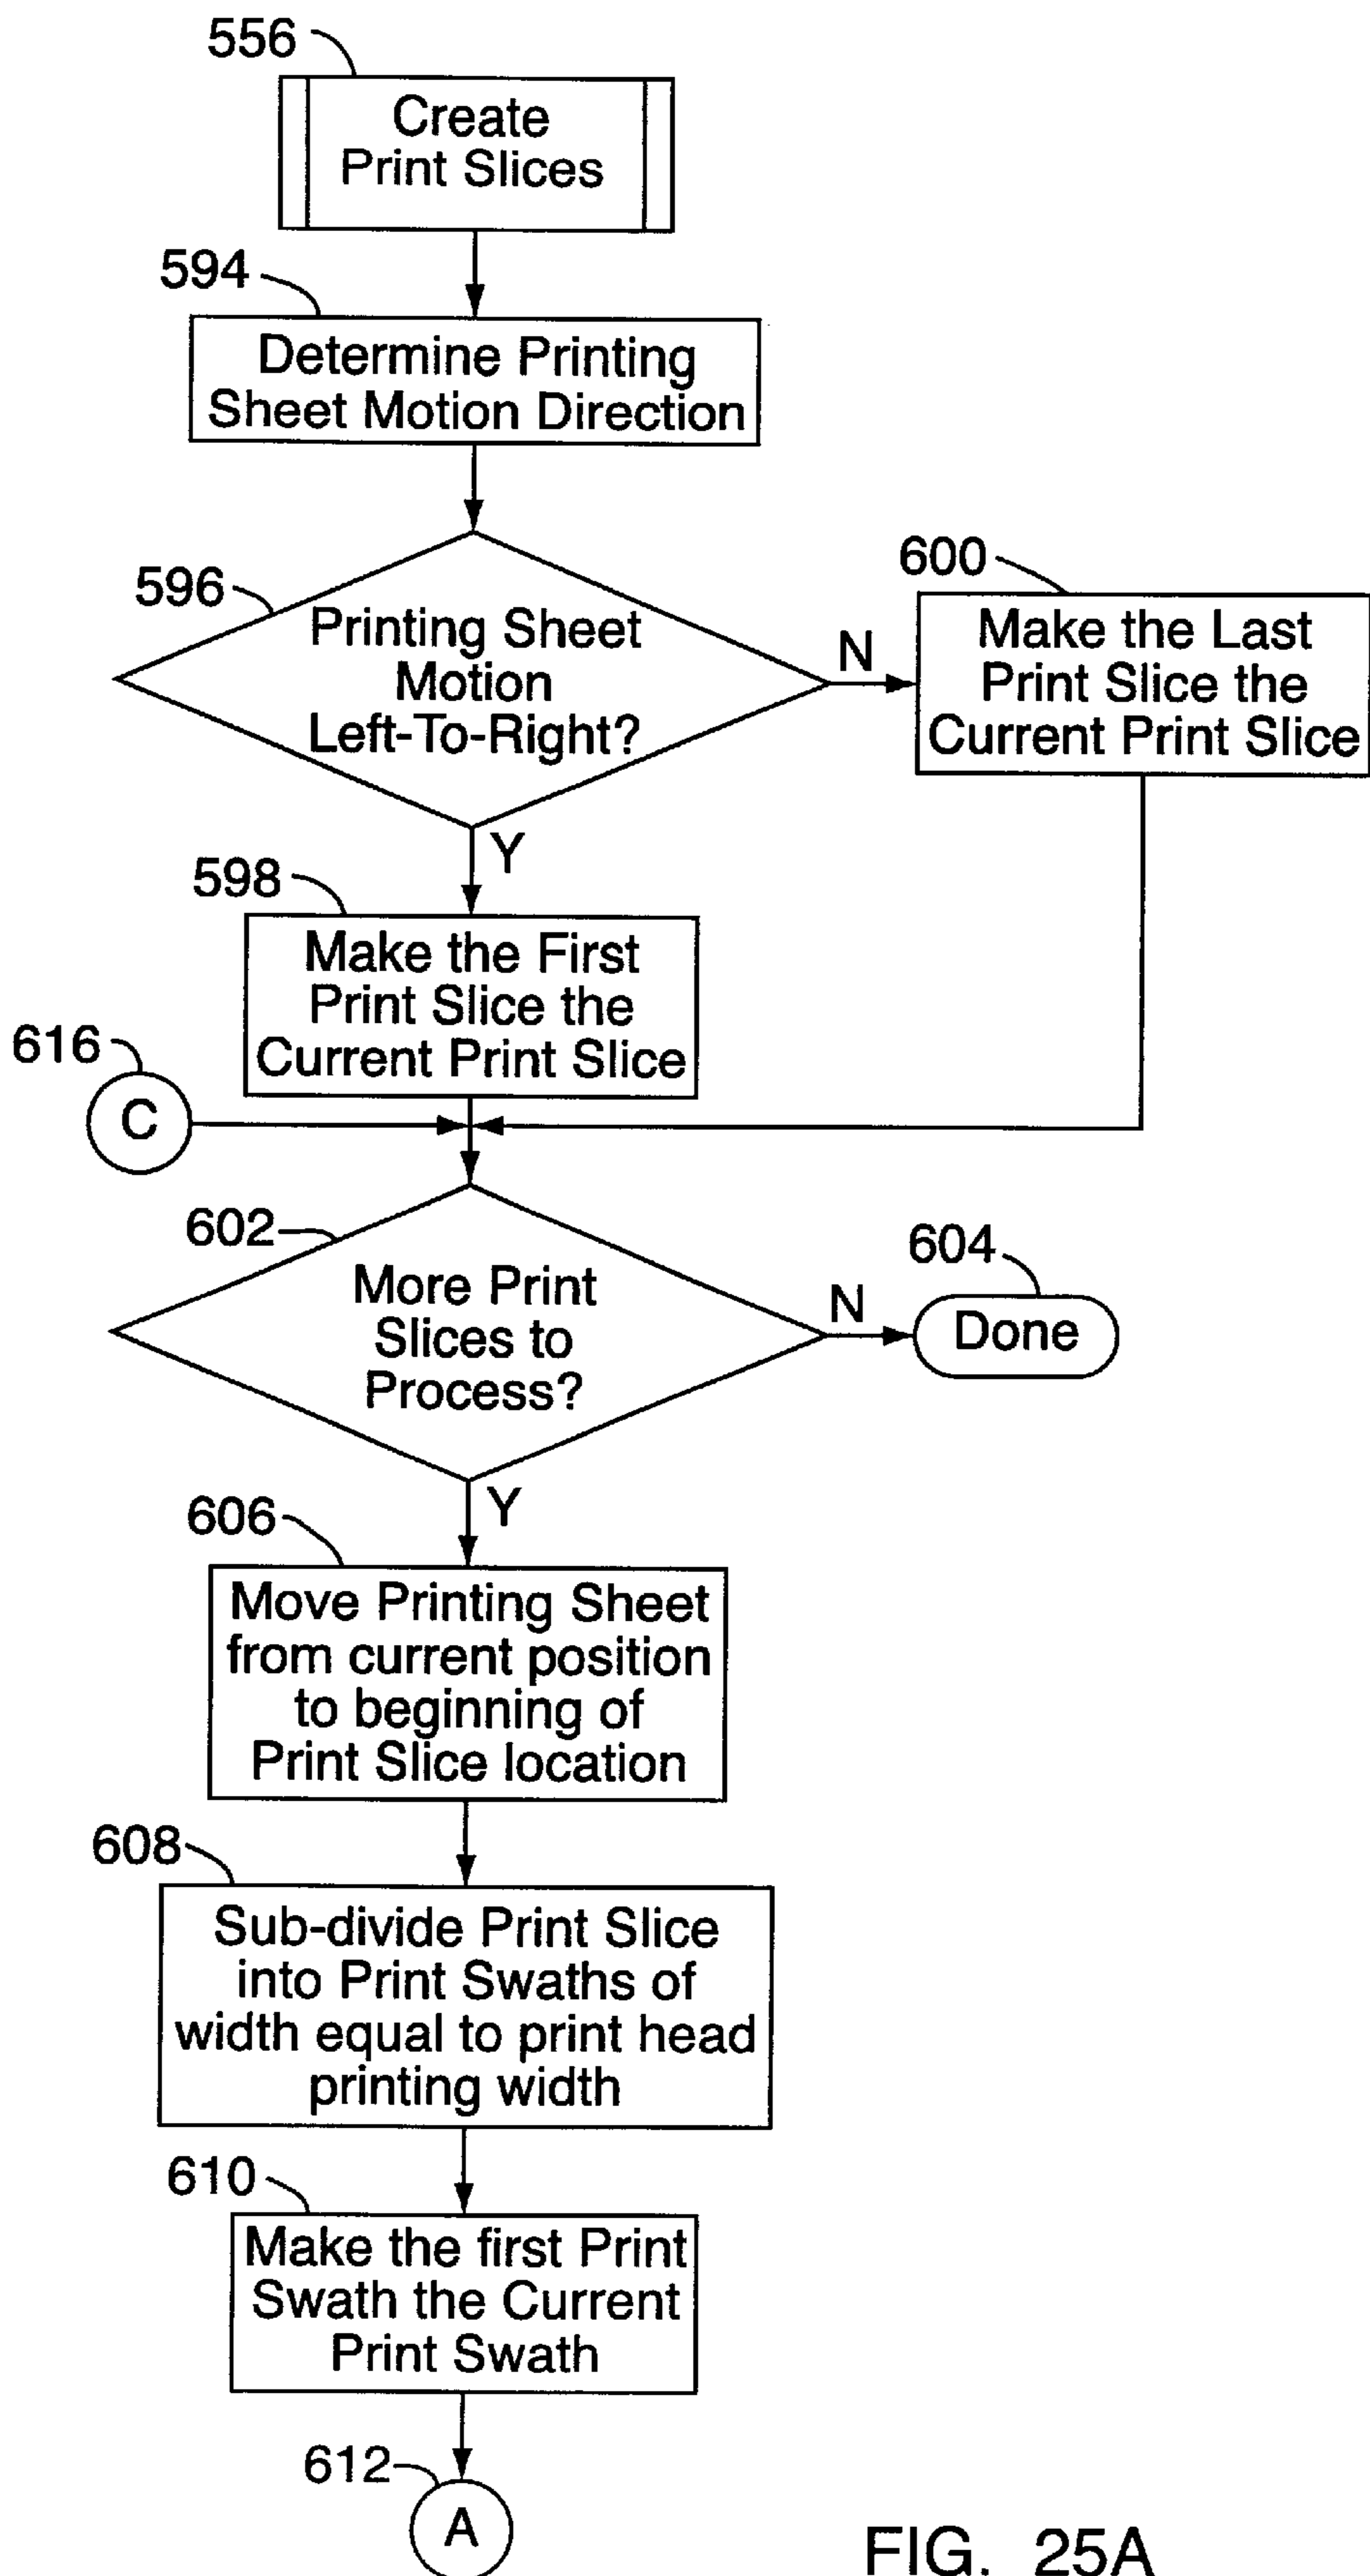 556
Create
Print Slices
594
Determine Printing
Sheet Motion Direction
596
Printing Sheet
Motion
Left-To-Right?
N
600
Make the Last
Print Slice the
Current Print Slice
Y
598
Make the First
Print Slice the
Current Print Slice
616
C
602
More Print
Slices to
Process?
N
604
Done
Y
606
Move Printing Sheet
from current position
to beginning of
Print Slice location
608
Sub-divide Print Slice
into Print Swaths of
width equal to print head
printing width
610
Make the first Print
Swath the Current
Print Swath
612
A
FIG. 25A